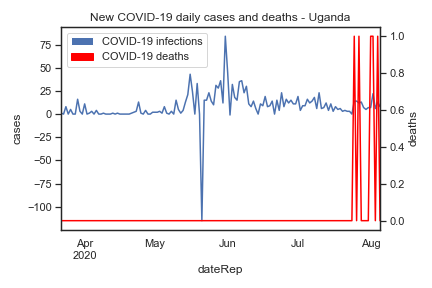 New COVID-19 daily cases and deaths - Uganda
COVID-19 infections
COVID-19 deaths
cases
75
50
25
0
−25
−50
−75
−100
deaths
1.0
0.8
0.6
0.4
0.2
0.0
Apr
2020
May
Jun
Jul
Aug
dateRep